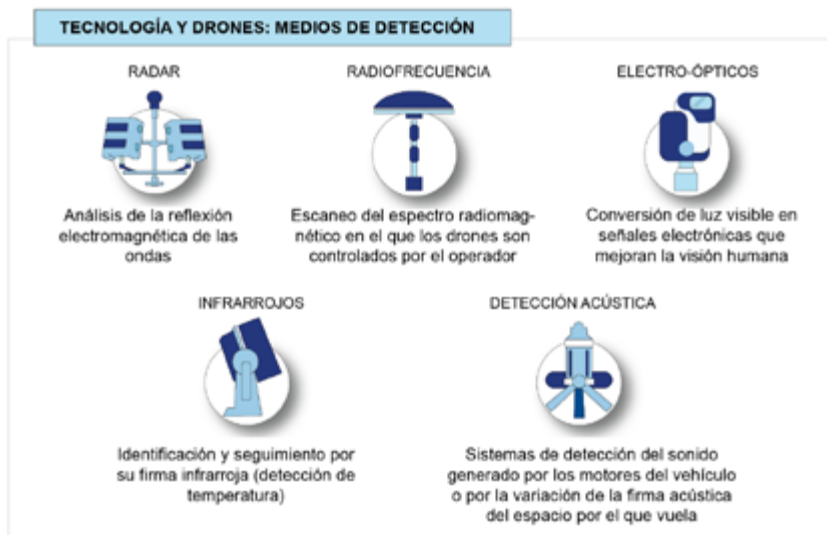 TECNOLOGÍA Y DRONES: MEDIOS DE DETECCIÓN
RADAR
Análisis de la reflexión
electromagnética de las
ondas
RADIOFRECUENCIA
Escaneo del espectro radiomag-
nético en el que los drones son
controlados por el operador
ELECTRO-ÓPTICOS
Conversión de luz visible en
señales electrónicas que
mejoran la visión humana
INFRARROJOS
Identificación y seguimiento por
su firma infrarroja (detección de
temperatura)
DETECCIÓN ACÚSTICA
Sistemas de detección del sonido
generado por los motores del vehículo
o por la variación de la firma acústica
del espacio por el que vuela